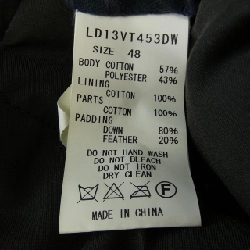 LD13VT453DW
SIZE 48
BODY COTTON 57%
POLYESTER 43%
LINING
COTTON 100%
PARTS
COTTON 100%
PADDING
DOWN 80%
FEATHER 20%
DO NOT HAND WASH
DO NOT BLEACH
DO NOT IRON
DRY CLEAN
F
MADE IN CHINA